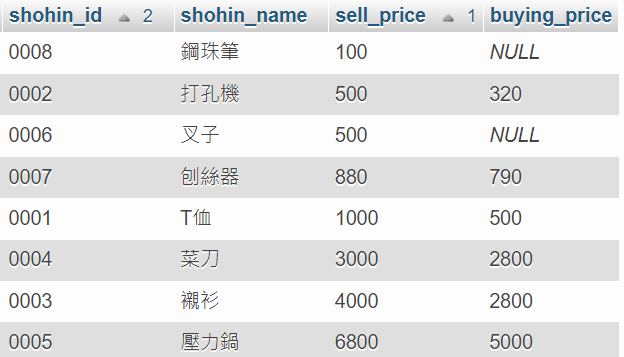 shohin_id 2 shohin_name sell_price 1 buying_price
0008 鋼珠筆 100 NULL
0002 打孔機 500 320
0006 叉子 500 NULL
0007 刨絲器 880 790
0001 T恤 1000 500
0004 菜刀 3000 2800
0003 襯衫 4000 2800
0005 壓力鍋 6800 5000